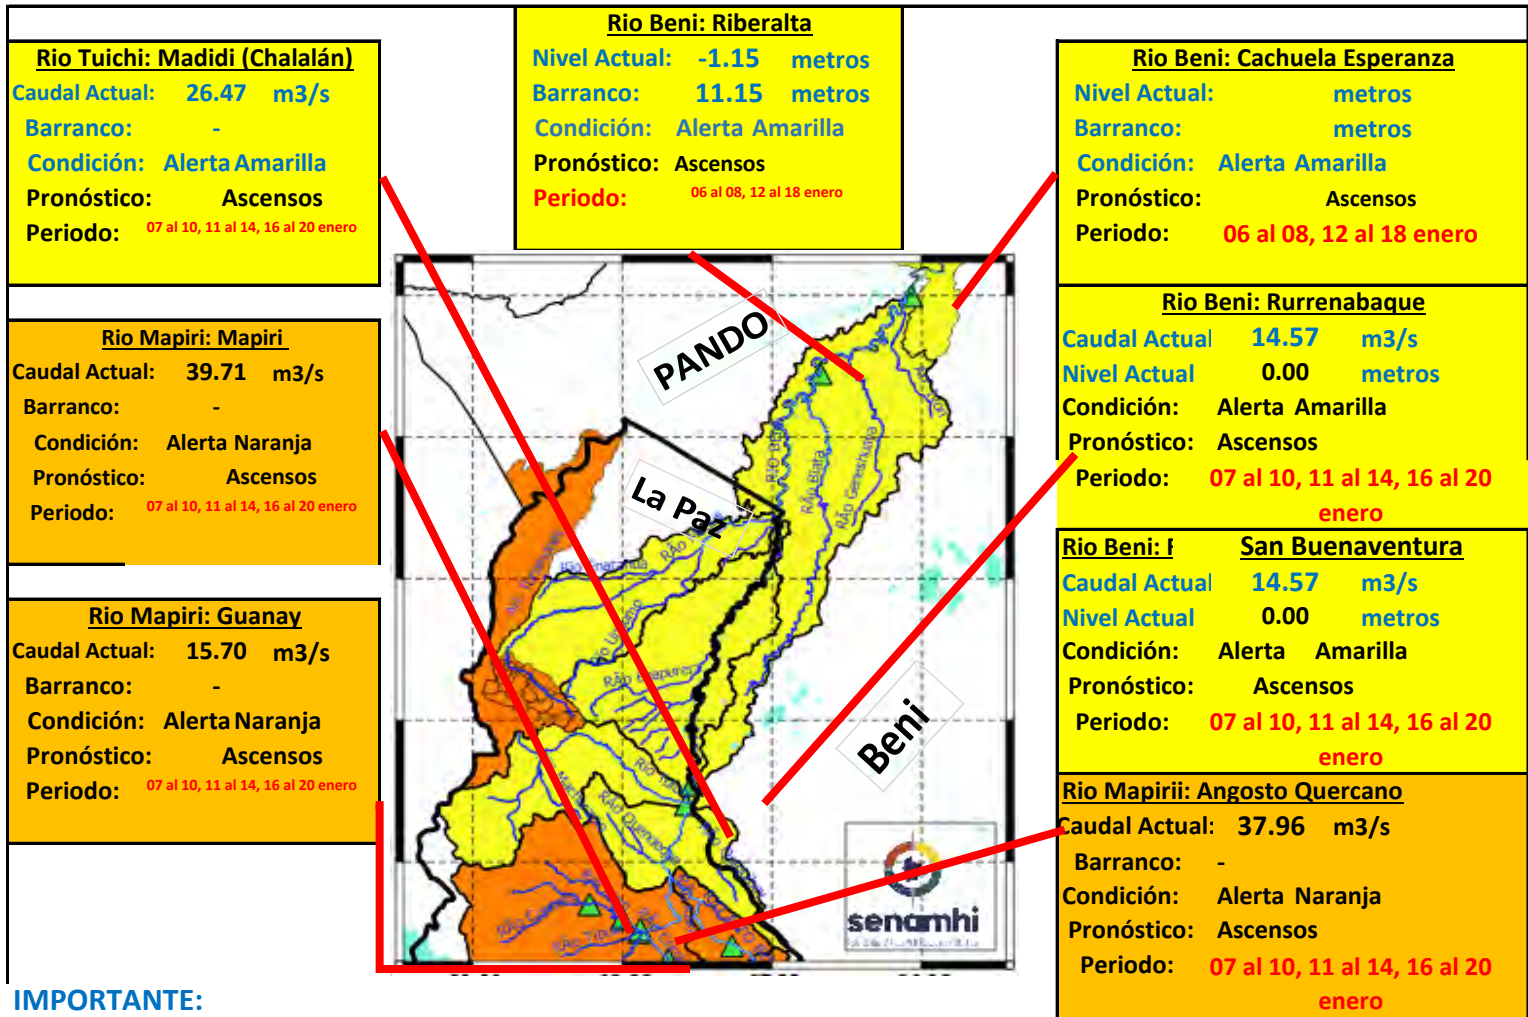 Rio Tuichi: Madidi (Chalalán)
Caudal Actual: 26.47 m3/s
Barranco: -
Condición: Alerta Amarilla
Pronóstico: Ascensos
Periodo: 07 al 10, 11 al 14, 16 al 20 enero
Rio Mapiri: Mapiri
Caudal Actual: 39.71 m3/s
Barranco: -
Condición: Alerta Naranja
Pronóstico: Ascensos
Periodo: 07 al 10, 11 al 14, 16 al 20 enero
Rio Mapiri: Guanay
Caudal Actual: 15.70 m3/s
Barranco: -
Condición: Alerta Naranja
Pronóstico: Ascensos
Periodo: 07 al 10, 11 al 14, 16 al 20 enero
Rio Beni: Riberalta
Nivel Actual: -1.15 metros
Barranco: 11.15 metros
Condición: Alerta Amarilla
Pronóstico: Ascensos
Periodo: 06 al 08, 12 al 18 enero
PANDO
La Paz
Beni
RÃo Biata
RÃo Geneshuaya
senamhi
Rio Beni: Cachuela Esperanza
Nivel Actual: metros
Barranco: metros
Condición: Alerta Amarilla
Pronóstico: Ascensos
Periodo: 06 al 08, 12 al 18 enero
Rio Beni: Rurrenabaque
Caudal Actual 14.57 m3/s
Nivel Actual 0.00 metros
Condición: Alerta Amarilla
Pronóstico: Ascensos
Periodo: 07 al 10, 11 al 14, 16 al 20
enero
Rio Beni: San Buenaventura
Caudal Actual 14.57 m3/s
Nivel Actual 0.00 metros
Condición: Alerta Amarilla
Pronóstico: Ascensos
Periodo: 07 al 10, 11 al 14, 16 al 20
enero
Rio Mapirii: Angosto Quercano
Caudal Actual: 37.96 m3/s
Barranco: -
Condición: Alerta Naranja
Pronóstico: Ascensos
Periodo: 07 al 10, 11 al 14, 16 al 20
enero
IMPORTANTE: